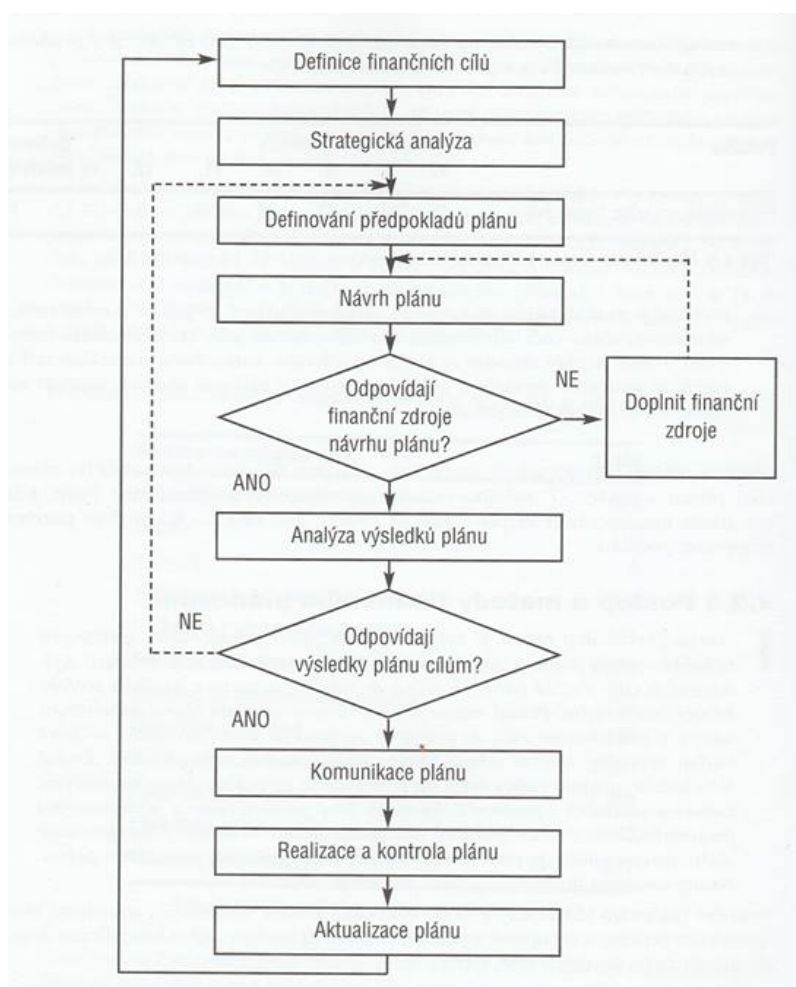 Definice finančních cílů
Strategická analýza
Definování předpokladů plánu
Návrh plánu
Odpovídají
finanční zdroje
návrhu plánu?
NE
Doplnit finanční
zdroje
ANO
Analýza výsledků plánu
NE
Odpovídají
výsledky plánu cílům?
ANO
Komunikace plánu
Realizace a kontrola plánu
Aktualizace plánu